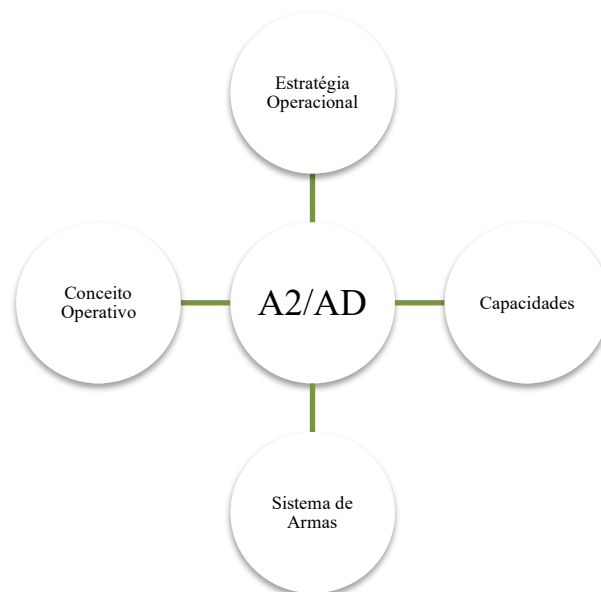 Estratégia
Operacional
Conceito
Operativo
A2/AD
Capacidades
Sistema de
Armas